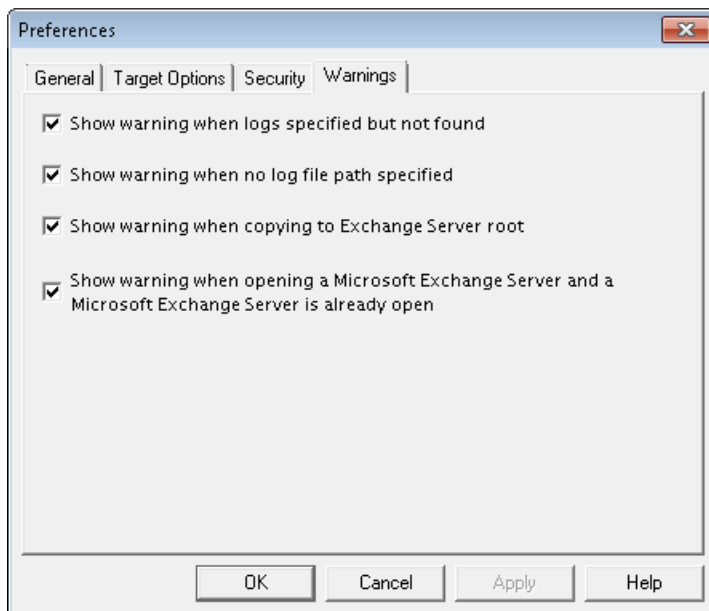 Preferences
General Target Options Security Warnings
Show warning when logs specified but not found
Show warning when no log file path specified
Show warning when copying to Exchange Server root
Show warning when opening a Microsoft Exchange Server and a
Microsoft Exchange Server is already open
OK Cancel Apply Help